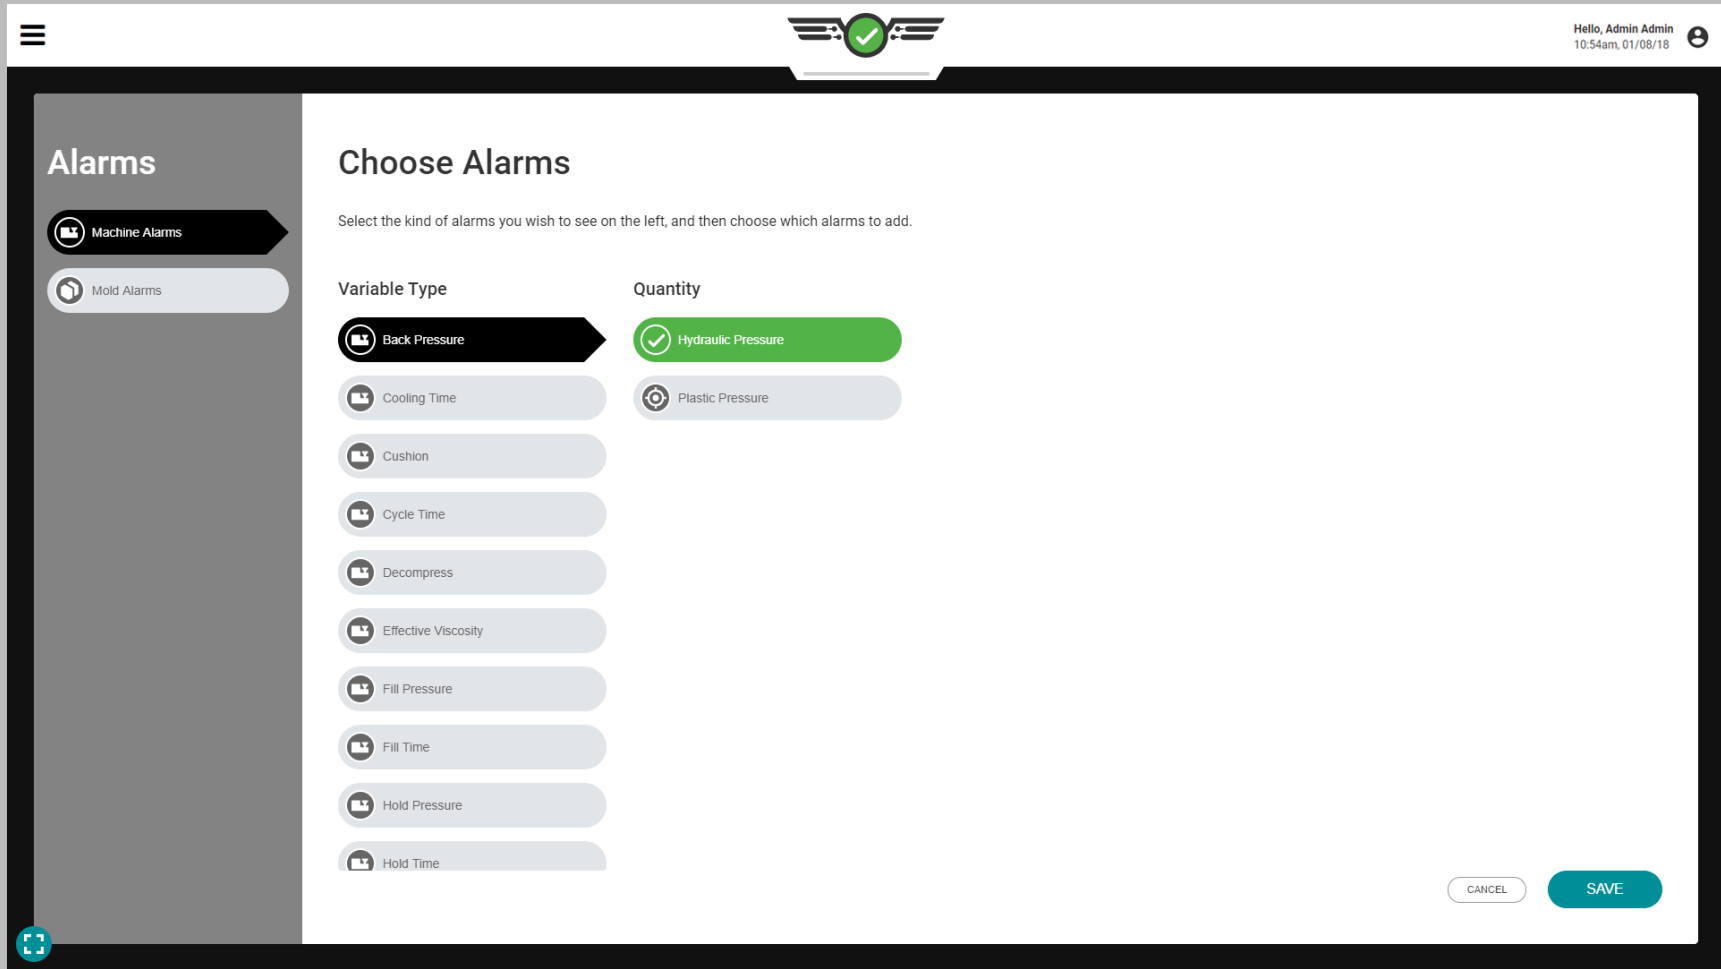 Hello, Admin Admin
10:54am, 01/08/18
Alarms
Machine Alarms
Mold Alarms
Choose Alarms
Select the kind of alarms you wish to see on the left, and then choose which alarms to add.
Variable Type
Back Pressure
Cooling Time
Cushion
Cycle Time
Decompress
Effective Viscosity
Fill Pressure
Fill Time
Hold Pressure
Hold Time
Quantity
Hydraulic Pressure
Plastic Pressure
CANCEL
SAVE